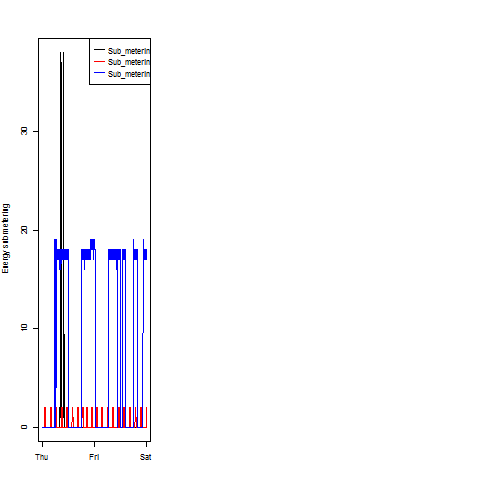 Sub_meterin
Sub_meterin
Sub_meterin
Energy sub metering
0
10
20
30
Thu
Fri
Sat